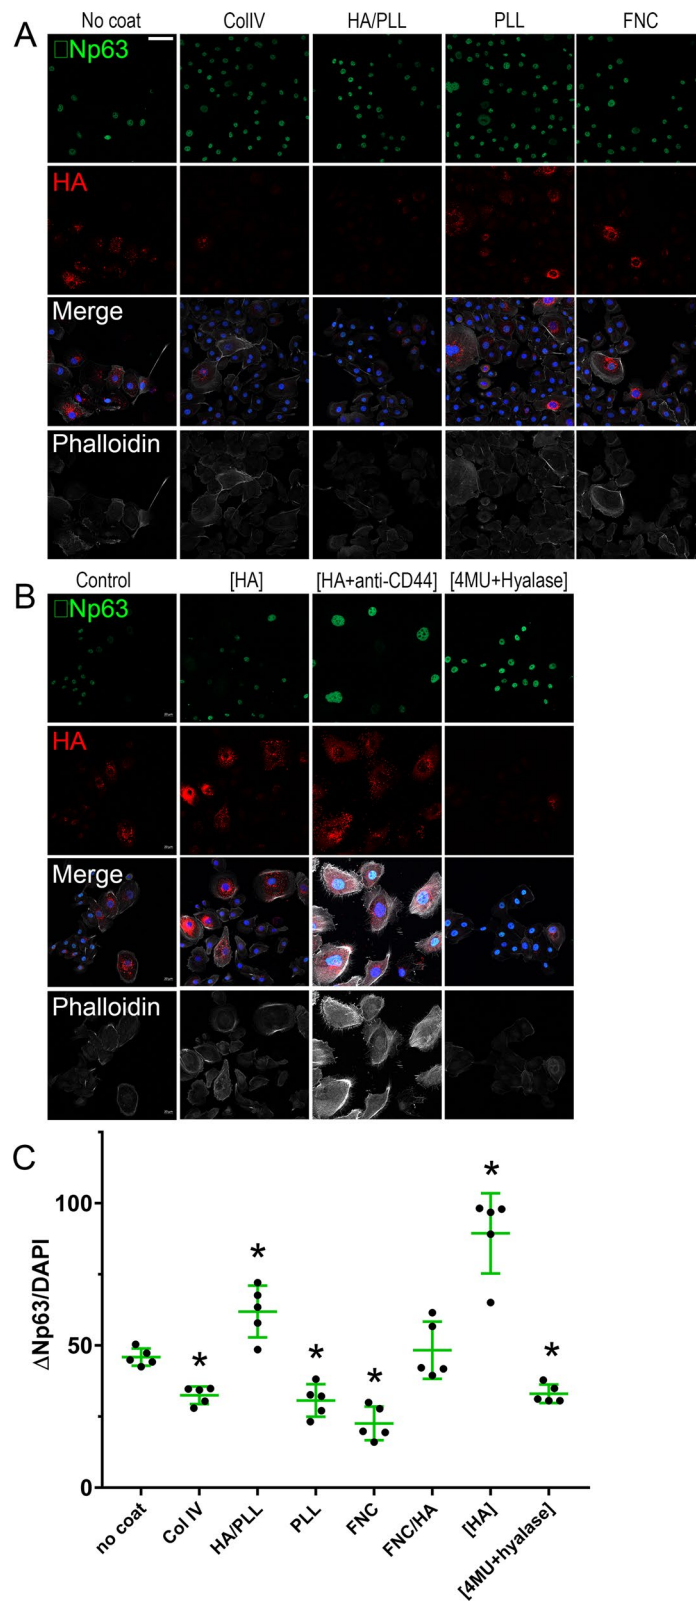 A
No coat CollV HA/PLL PLL FNC
□Np63
HA
Merge
Phalloidin
B
Control [HA] [HA+anti-CD44] [4MU+Hyalase]
□Np63
HA
Merge
Phalloidin
C
ΔNp63/DAPI
100
50
0
* * * * * *
no coat
Col IV
HA/PLL
PLL
FNC
FNC/HA
[HA]
[4MU+hyalase]